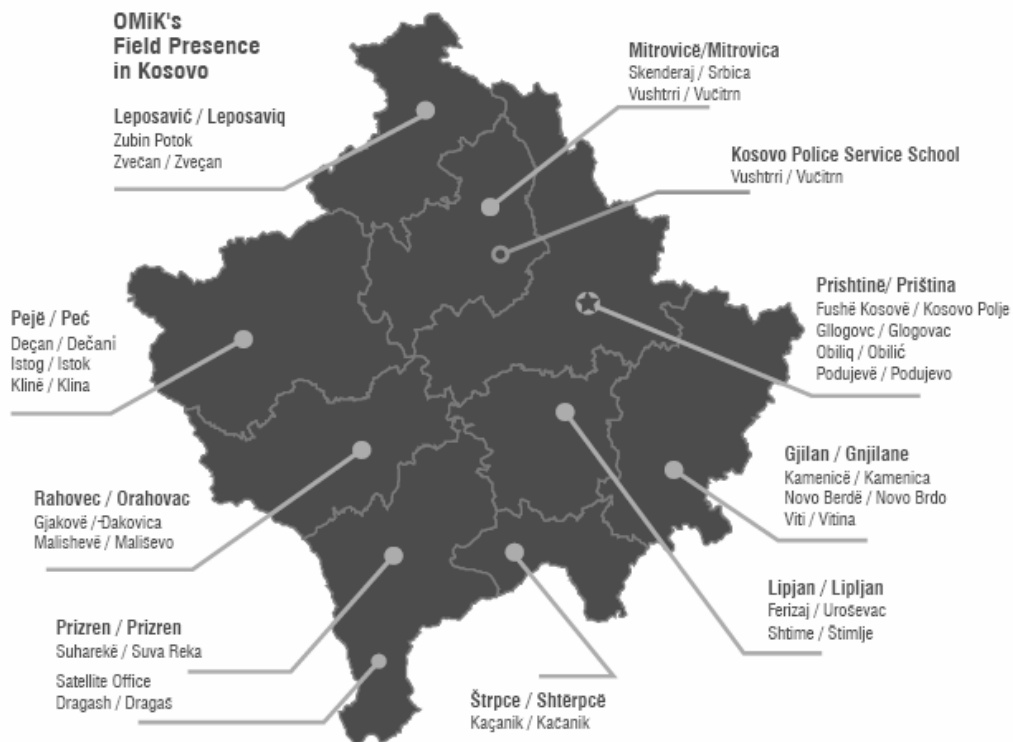 OMiK's
Field Presence
in Kosovo
Leposavić / Leposaviq
Zubin Potok
Zvečan / Zveçan
Mitrovicë/Mitrovica
Skenderaj / Srbica
Vushtrri / Vučitrn
Kosovo Police Service School
Vushtrri / Vučitrn
Prishtinë/ Priština
Fushë Kosovë / Kosovo Polje
Gllogovc / Glogovac
Obiliq / Obilić
Podujevë / Podujevo
Pejë / Peć
Deçan / Dečani
Istog / Istok
Klinë / Klina
Gjilan / Gnjilane
Kamenicë / Kamenica
Novo Berdë / Novo Brdo
Viti / Vitina
Rahovec / Orahovac
Gjakovë /Đakovica
Malishevë / Mališevo
Lipjan / Lipljan
Ferizaj / Uroševac
Shtime / Štimlje
Prizren / Prizren
Suharekë / Suva Reka
Satellite Office
Dragash / Dragaš
Štrpce / Shtërpcë
Kaçanik / Kačanik